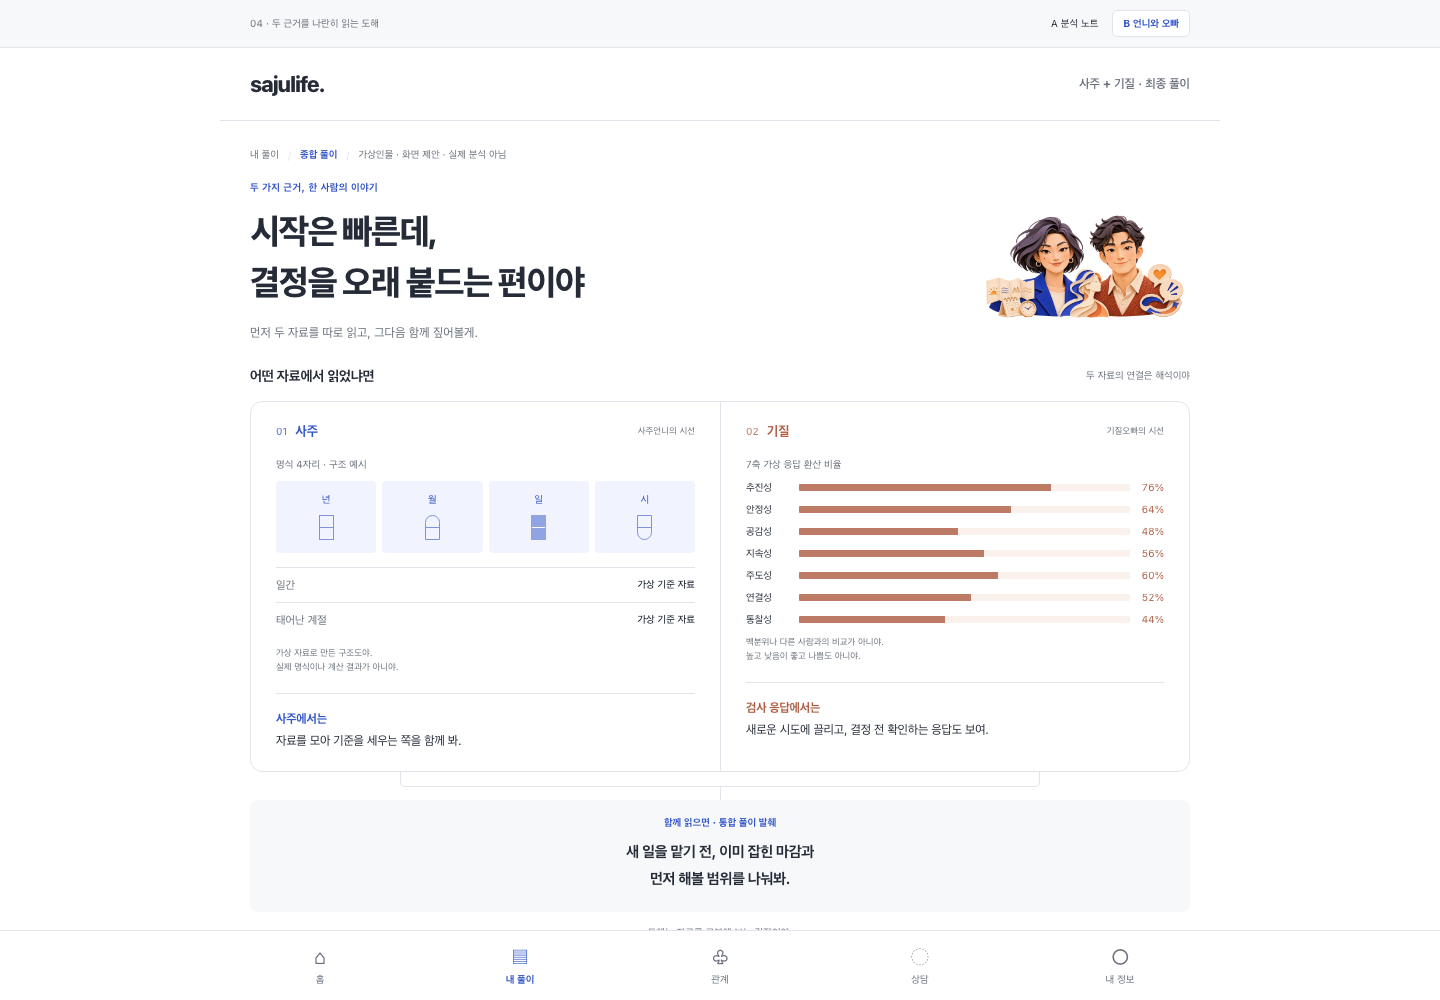 04 · 두 근거를 나란히 읽는 도해
A 분석 노트
B 언니와 오빠
sajulife.
사주 + 기질 · 최종 풀이
내 풀이 / 종합 풀이 / 가상인물 · 화면 제안 · 실제 분석 아님
두 가지 근거, 한 사람의 이야기
시작은 빠른데,
결정을 오래 붙드는 편이야
먼저 두 자료를 따로 읽고, 그다음 함께 짚어볼게.
어떤 자료에서 읽었냐면
두 자료의 연결은 해석이야
01 사주
사주언니의 시선
명식 4자리 · 구조 예시
년 월 일 시
일간 가상 기준 자료
태어난 계절 가상 기준 자료
가상 자료로 만든 구조도야.
실제 명식이나 계산 결과가 아니야.
사주에서는
자료를 모아 기준을 세우는 쪽을 함께 봐.
02 기질
기질오빠의 시선
7축 가상 응답 환산 비율
추진성 76%
안정성 64%
공감성 48%
지속성 56%
주도성 60%
연결성 52%
통찰성 44%
백분위나 다른 사람과의 비교가 아니야.
높고 낮음이 좋고 나쁨도 아니야.
검사 응답에서는
새로운 시도에 끌리고, 결정 전 확인하는 응답도 보여.
함께 읽으면 · 통합 풀이 발췌
새 일을 맡기 전, 이미 잡힌 마감과
먼저 해볼 범위를 나눠봐.
홈
내 풀이
관계
상담
내 정보